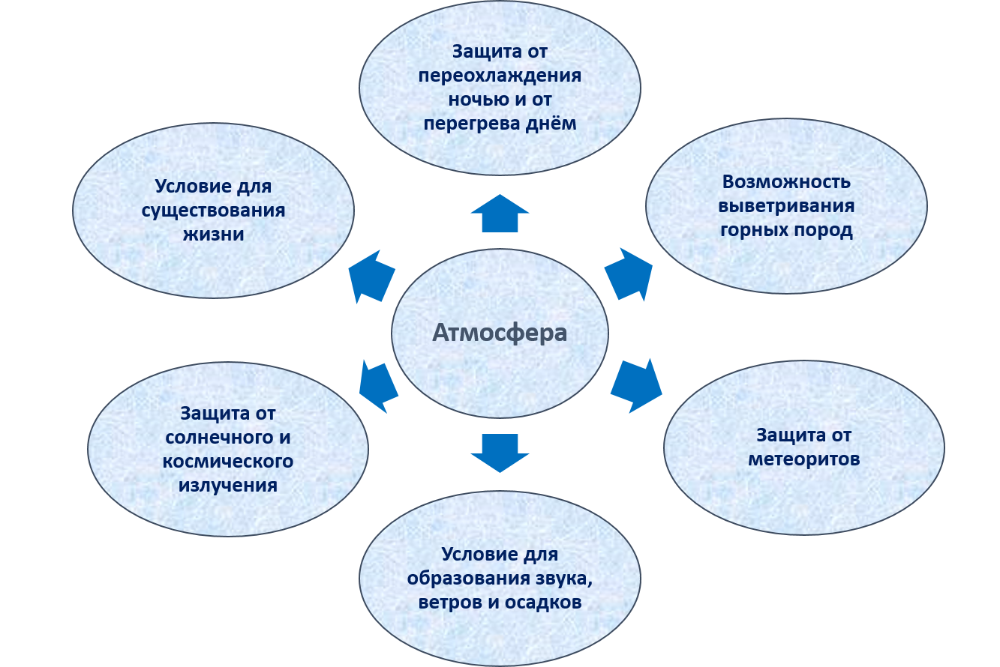 Защита от
переохлаждения
ночью и от
перегрева днём
Условие для
существования
жизни
Возможность
выветривания
горных пород
Атмосфера
Защита от
солнечного и
космического
излучения
Защита от
метеоритов
Условие для
образования звука,
ветров и осадков